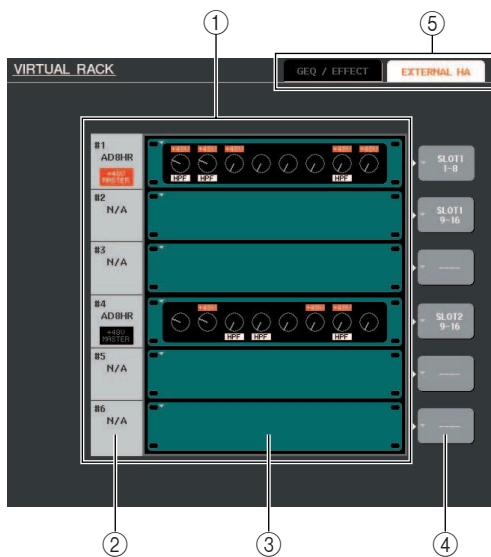 ①
⑤
VIRTUAL RACK
GEQ / EFFECT
EXTERNAL HA
#1
AD8HR
+48V
MASTER
+48V +48V +48V +48V +48V
HPF HPF HPF
SLOT1
1-8
#2
N/A
SLOT1
9-16
#3
N/A
----
#4
AD8HR
+48V
MASTER
+48V +48V +48V
HPF HPF HPF
SLOT2
9-16
#5
N/A
----
#6
N/A
----
②
③
④